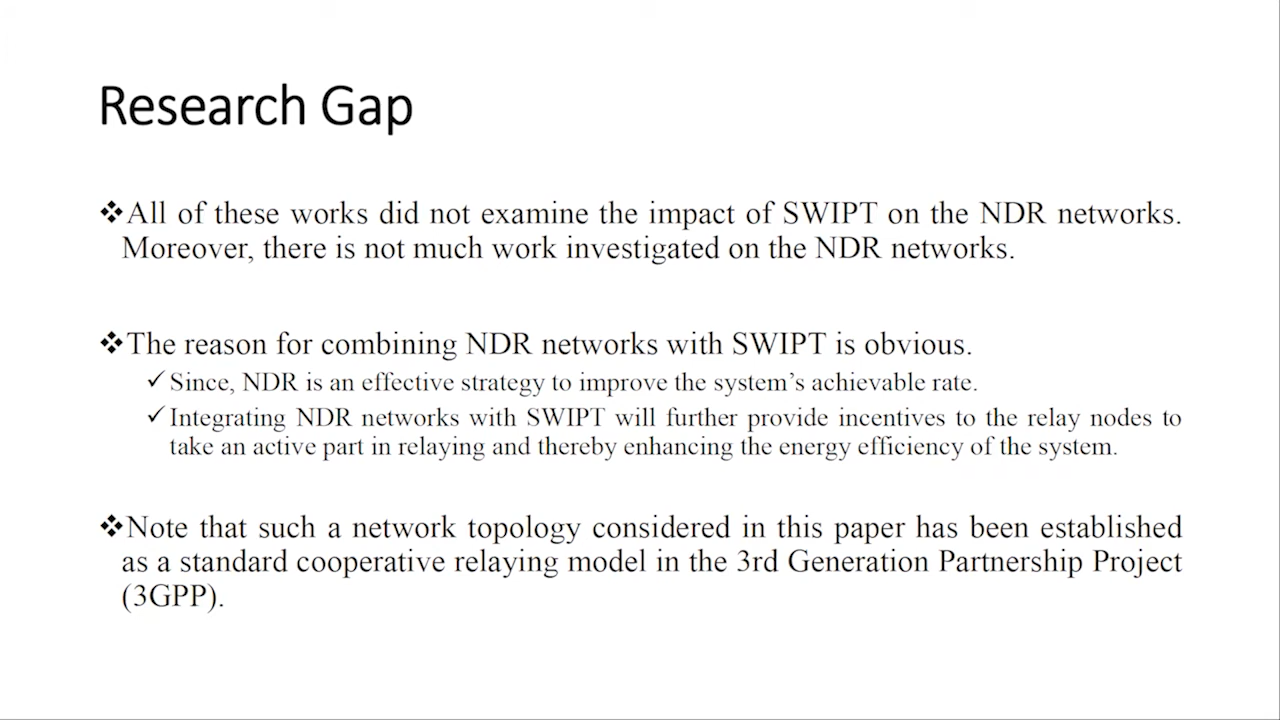 Research Gap
❖All of these works did not examine the impact of SWIPT on the NDR networks.
Moreover, there is not much work investigated on the NDR networks.
❖The reason for combining NDR networks with SWIPT is obvious.
✓Since, NDR is an effective strategy to improve the system’s achievable rate.
✓Integrating NDR networks with SWIPT will further provide incentives to the relay nodes to
take an active part in relaying and thereby enhancing the energy efficiency of the system.
❖Note that such a network topology considered in this paper has been established
as a standard cooperative relaying model in the 3rd Generation Partnership Project
(3GPP).